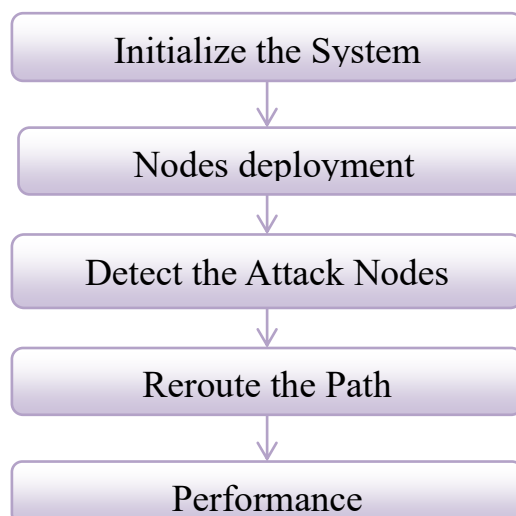 Initialize the System
Nodes deployment
Detect the Attack Nodes
Reroute the Path
Performance